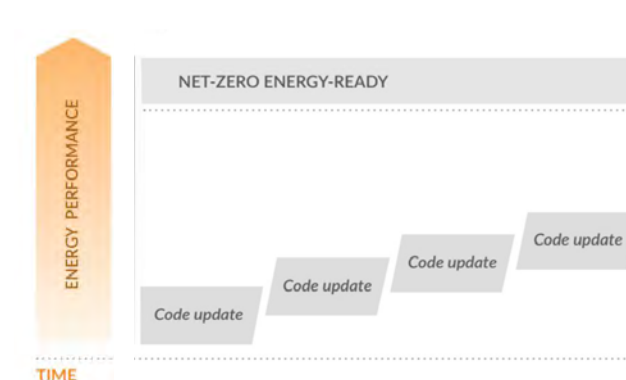 NET-ZERO ENERGY-READY
ENERGY PERFORMANCE
Code update
Code update
Code update
Code update
TIME